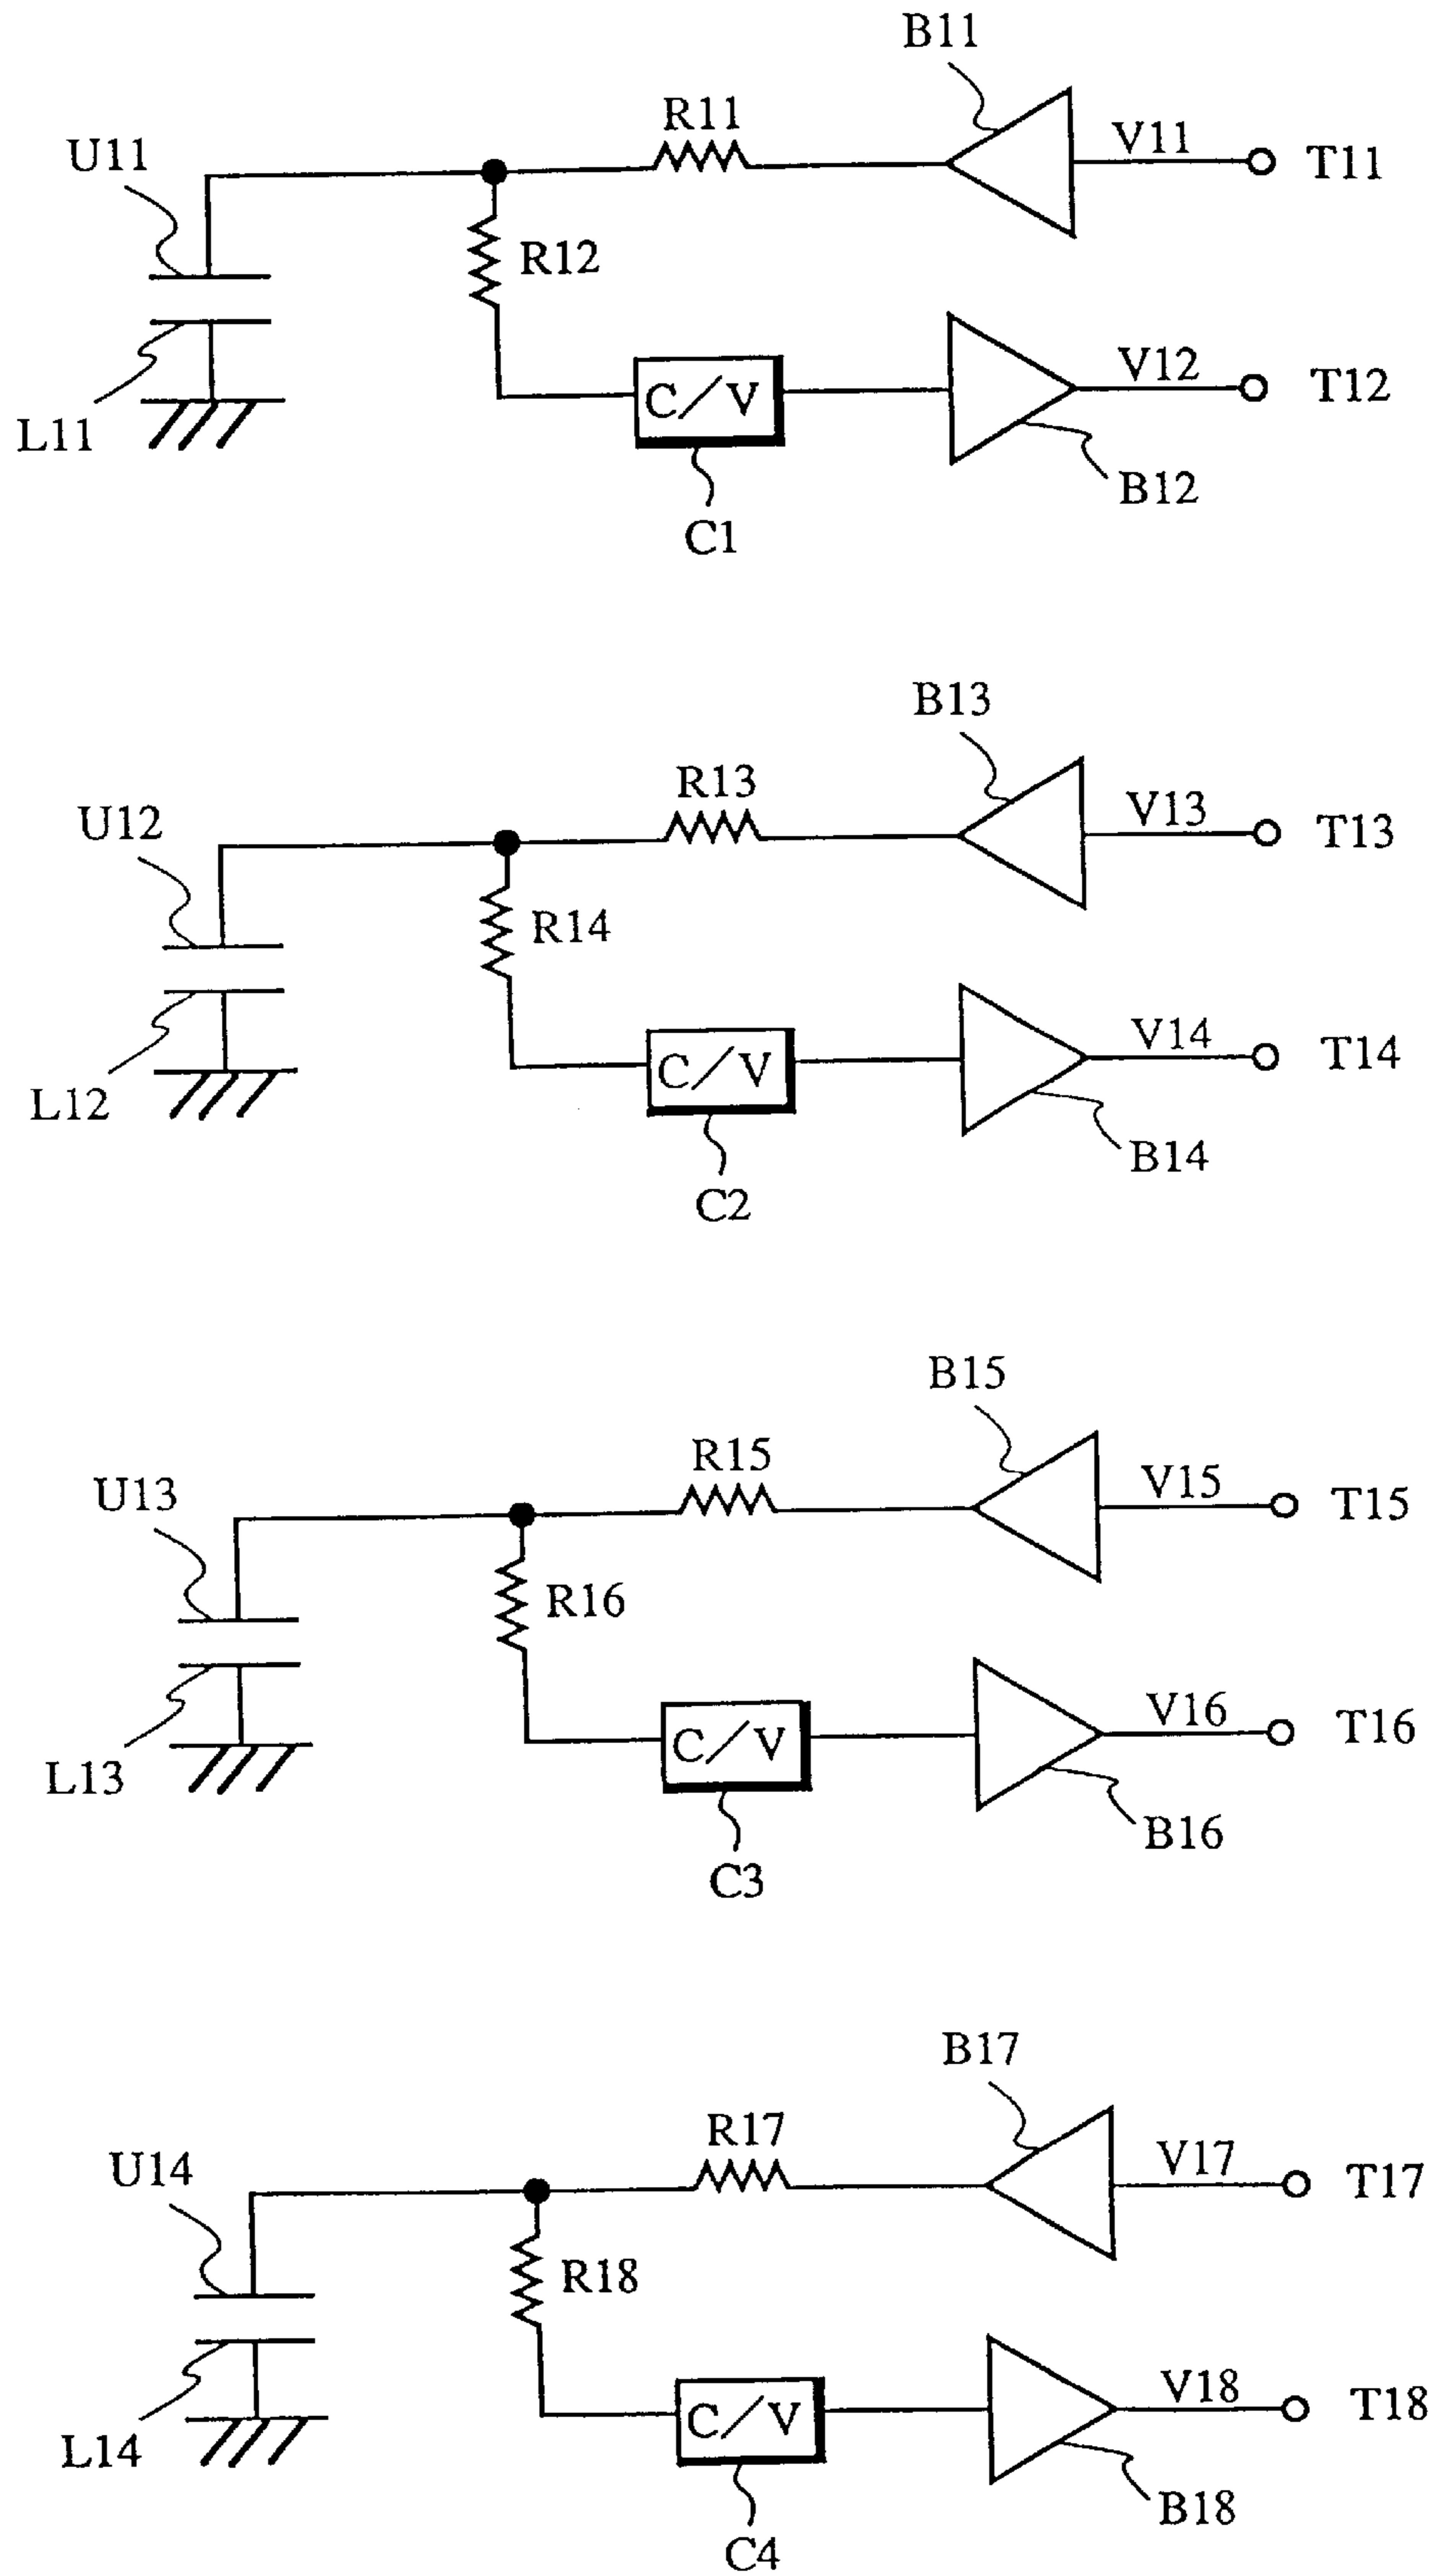 B11
R11
V11
T11
U11
R12
V12
T12
C/V
L11
B12
C1
B13
R13
V13
T13
U12
R14
V14
T14
C/V
L12
B14
C2
B15
R15
V15
T15
U13
R16
V16
T16
C/V
L13
B16
C3
B17
R17
V17
T17
U14
R18
V18
T18
C/V
L14
B18
C4